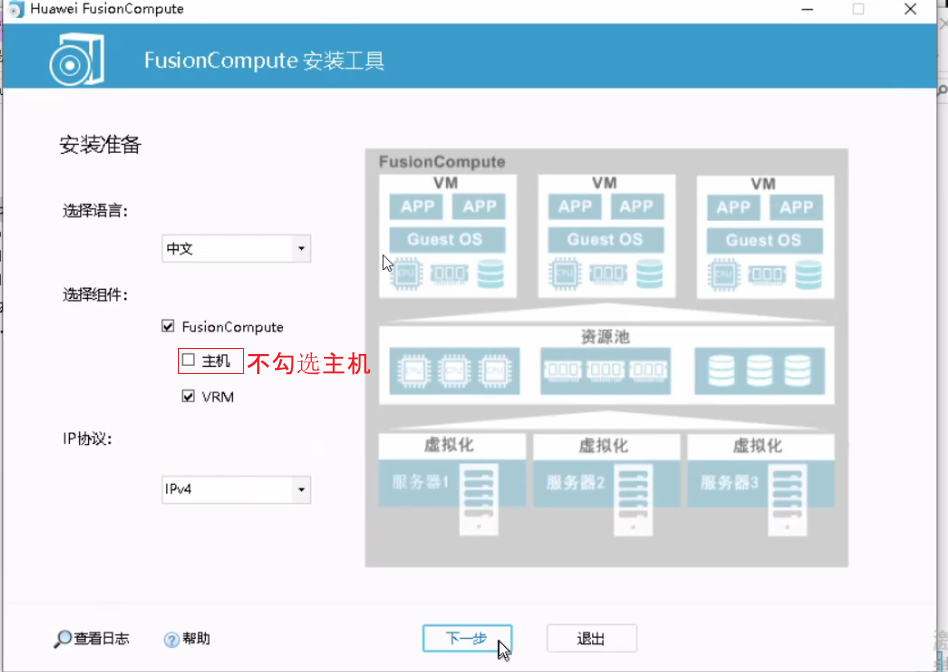 Huawei FusionCompute
FusionCompute 安装工具
安装准备
选择语言:
中文
选择组件:
FusionCompute
主机 不勾选主机
VRM
IP协议:
IPv4
FusionCompute
VM VM VM
APP APP APP APP APP APP
Guest OS Guest OS Guest OS
CPU CPU CPU
资源池
CPU CPU CPU
虚拟化 虚拟化 虚拟化
服务器1 服务器2 服务器3
查看日志 帮助 下一步 退出